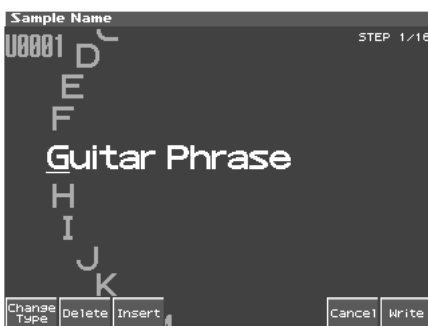 Sample Name
U0001
STEP 1/16
C
D
E
F
Guitar Phrase
H
I
J
K
M
Change Type
Delete
Insert
Cancel
Write